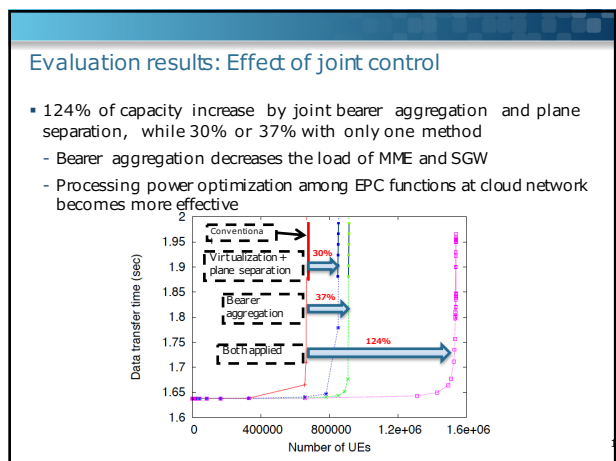 Evaluation results: Effect of joint control
▪ 124% of capacity increase by joint bearer aggregation and plane
separation, while 30% or 37% with only one method
- Bearer aggregation decreases the load of MME and SGW
- Processing power optimization among EPC functions at cloud network
becomes more effective
2
1.95
1.9
1.85
1.8
1.75
1.7
1.65
1.6
Data transfer time (sec)
Conventiona
Virtualization +
plane separation
30%
Bearer
aggregation
37%
Both applied
124%
0
400000
800000
1.2e+06
1.6e+06
Number of UEs
1